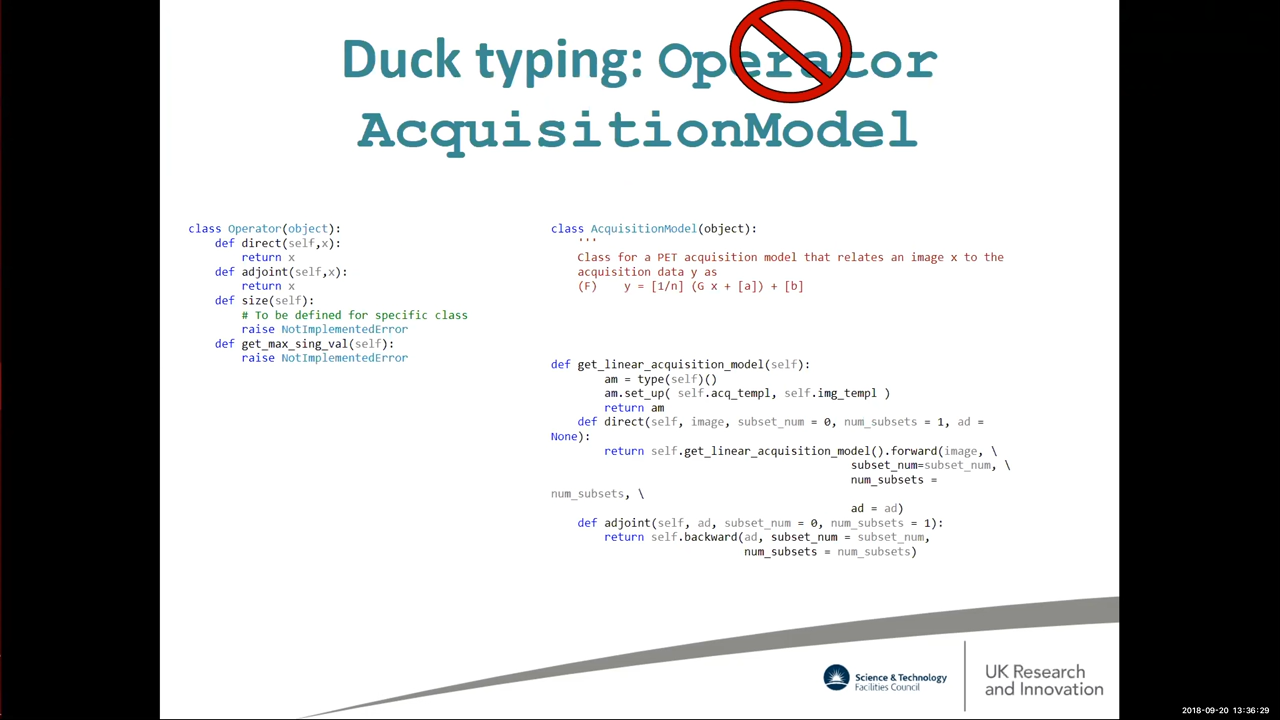 Duck typing: Operator
AcquisitionModel
class Operator(object):
    def direct(self,x):
        return x
    def adjoint(self,x):
        return x
    def size(self):
        # To be defined for specific class
        raise NotImplementedError
    def get_max_sing_val(self):
        raise NotImplementedError
class AcquisitionModel(object):
    '''
    Class for a PET acquisition model that relates an image x to the
    acquisition data y as
    (F)    y = [1/n] (G x + [a]) + [b]
def get_linear_acquisition_model(self):
        am = type(self)()
        am.set_up( self.acq_templ, self.img_templ )
        return am
    def direct(self, image, subset_num = 0, num_subsets = 1, ad =
None):
        return self.get_linear_acquisition_model().forward(image, \
                                             subset_num=subset_num, \
                                             num_subsets =
num_subsets, \
                                             ad = ad)
    def adjoint(self, ad, subset_num = 0, num_subsets = 1):
        return self.backward(ad, subset_num = subset_num,
                             num_subsets = num_subsets)
Science & Technology
Facilities Council
UK Research
and Innovation
2018-09-20 13:36:29